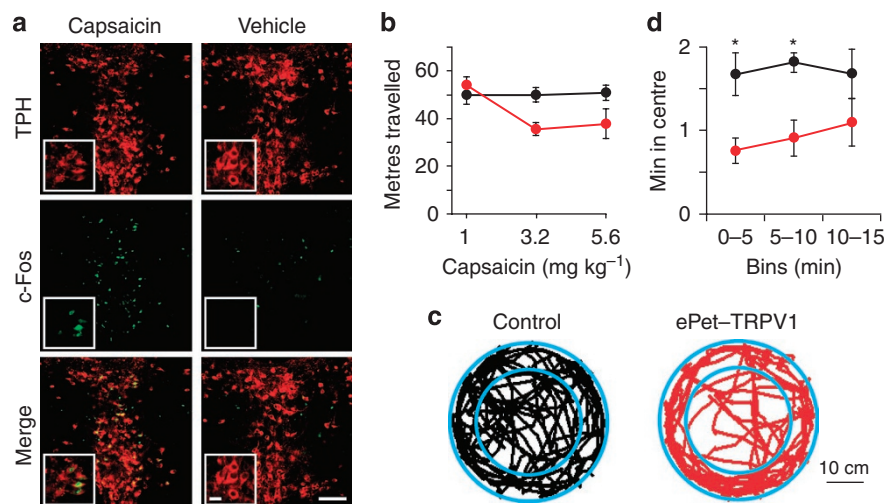 a
Capsaicin Vehicle
TPH
c-Fos
Merge
b
Metres travelled
60
40
20
0
1 3.2 5.6
Capsaicin (mg kg⁻¹)
d
Min in centre
* *
2
1
0
0–5 5–10 10–15
Bins (min)
c
Control ePet–TRPV1
10 cm